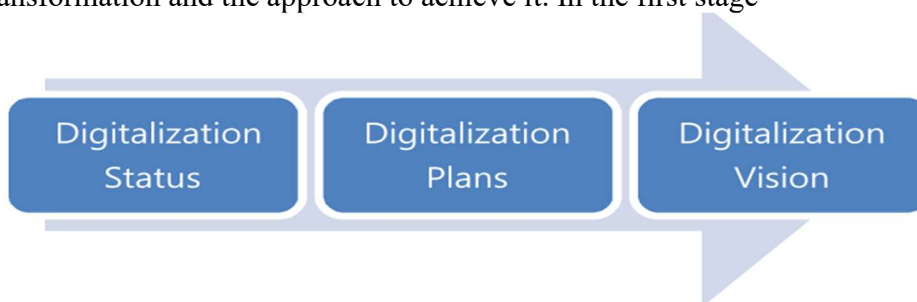 ansformation and the approach to achieve it. In the first stage
Digitalization
Status
Digitalization
Plans
Digitalization
Vision